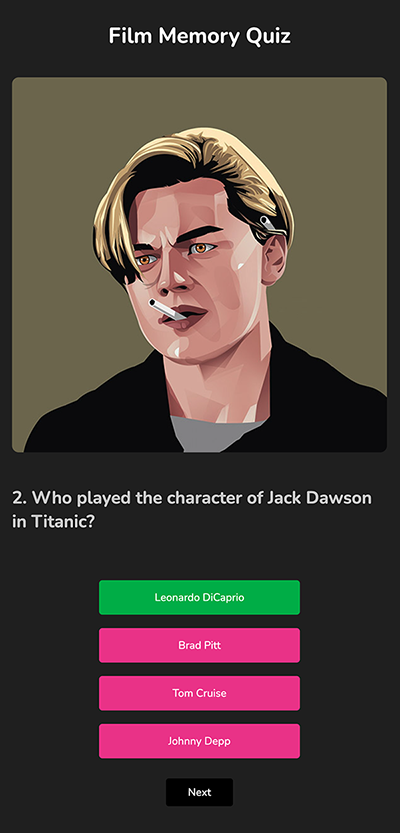 Film Memory Quiz
2. Who played the character of Jack Dawson
in Titanic?
Leonardo DiCaprio
Brad Pitt
Tom Cruise
Johnny Depp
Next